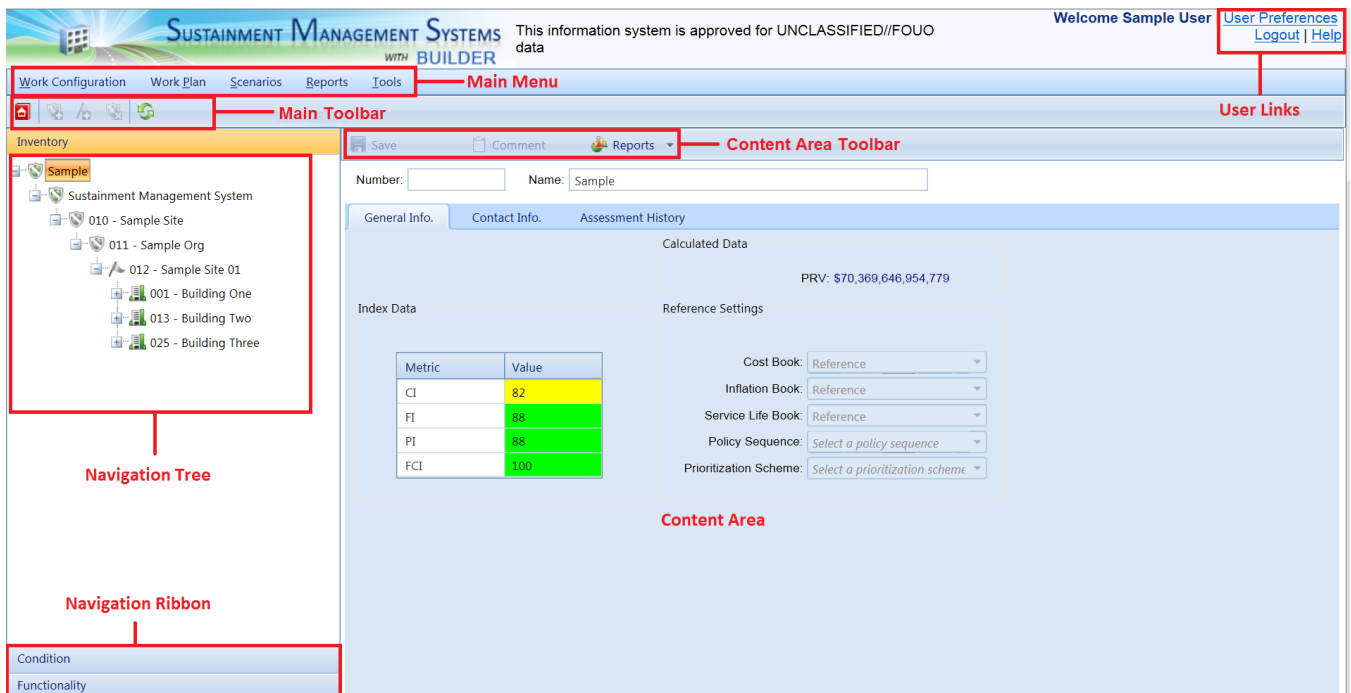 SUSTAINMENT MANAGEMENT SYSTEMS
WITH BUILDER
This information system is approved for UNCLASSIFIED//FOUO
data
Welcome Sample User
User Preferences
Logout | Help
Work Configuration Work Plan Scenarios Reports Tools
Main Menu
Main Toolbar
User Links
Inventory
Save Comment Reports
Content Area Toolbar
Sample
Sustainment Management System
010 - Sample Site
011 - Sample Org
012 - Sample Site 01
001 - Building One
013 - Building Two
025 - Building Three
Navigation Tree
Number: Name: Sample
General Info. Contact Info. Assessment History
Calculated Data
PRV: $70,369,646,954,779
Index Data
Metric Value
CI 82
FI 88
PI 88
FCI 100
Reference Settings
Cost Book: Reference
Inflation Book: Reference
Service Life Book: Reference
Policy Sequence: Select a policy sequence
Prioritization Scheme: Select a prioritization scheme
Content Area
Navigation Ribbon
Condition
Functionality